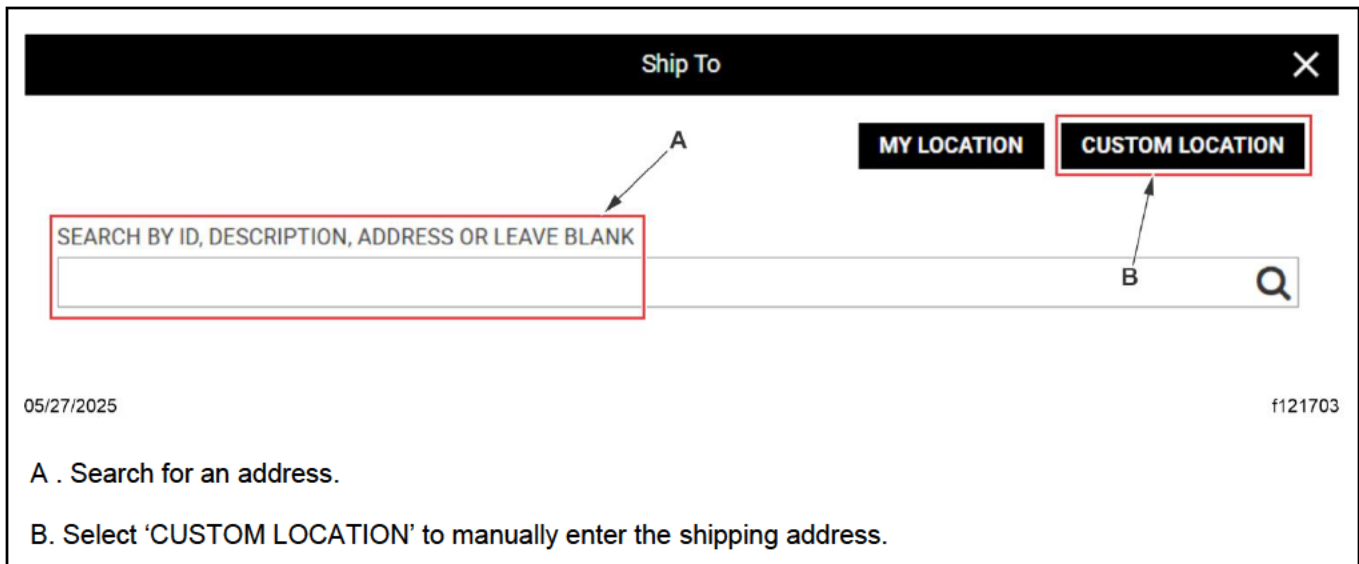 Ship To
A
MY LOCATION CUSTOM LOCATION
SEARCH BY ID, DESCRIPTION, ADDRESS OR LEAVE BLANK
B
05/27/2025 f121703
A . Search for an address.
B. Select ‘CUSTOM LOCATION’ to manually enter the shipping address.